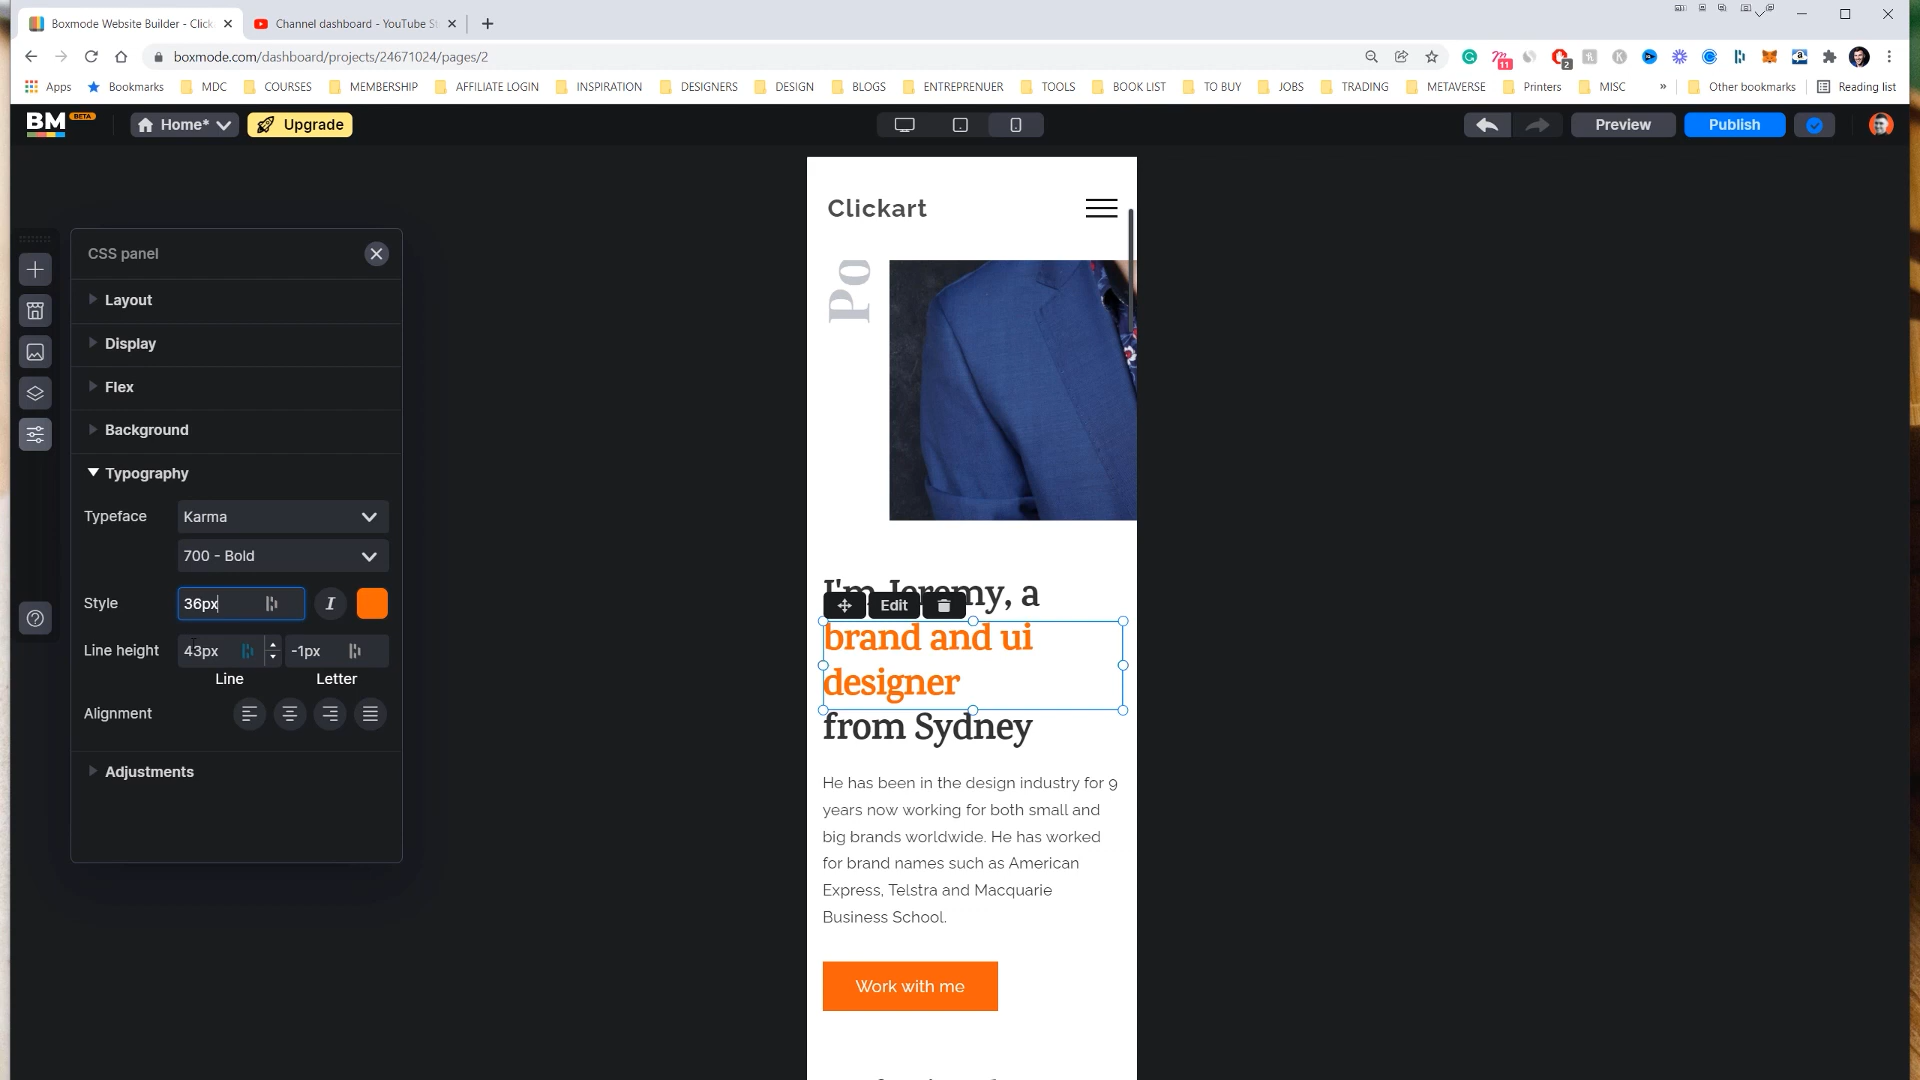 Boxmode Website Builder - Click
Channel dashboard - YouTube St
boxmode.com/dashboard/projects/24671024/pages/2
11
2
Apps
Bookmarks
MDC
COURSES
MEMBERSHIP
AFFILIATE LOGIN
INSPIRATION
DESIGNERS
DESIGN
BLOGS
ENTREPRENUER
TOOLS
BOOK LIST
TO BUY
JOBS
TRADING
METAVERSE
Printers
MISC
»
Other bookmarks
Reading list
BM
BETA
Home*
Upgrade
Preview
Publish
CSS panel
Layout
Display
Flex
Background
Typography
Typeface
Karma
700 - Bold
Style
36px
I
Line height
43px
-1px
Line
Letter
Alignment
Adjustments
Clickart
Po
I'm Jeremy, a
Edit
brand and ui
designer
from Sydney
He has been in the design industry for 9
years now working for both small and
big brands worldwide. He has worked
for brand names such as American
Express, Telstra and Macquarie
Business School.
Work with me